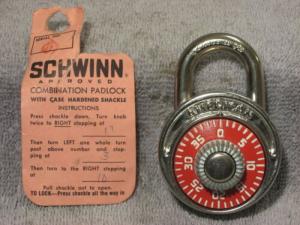 SCHWINN
APPROVED
COMBINATION PADLOCK
WITH CASE HARDENED SHACKLE
INSTRUCTIONS
Press shackle down. Turn knob
twice to RIGHT stopping at
Then turn LEFT one whole turn
past above number and stop-
ping at
Then turn to the RIGHT stopping
at 10
Pull shackle out to open.
TO LOCK—Press shackle all the way in
0
5
10
15
25
30
35